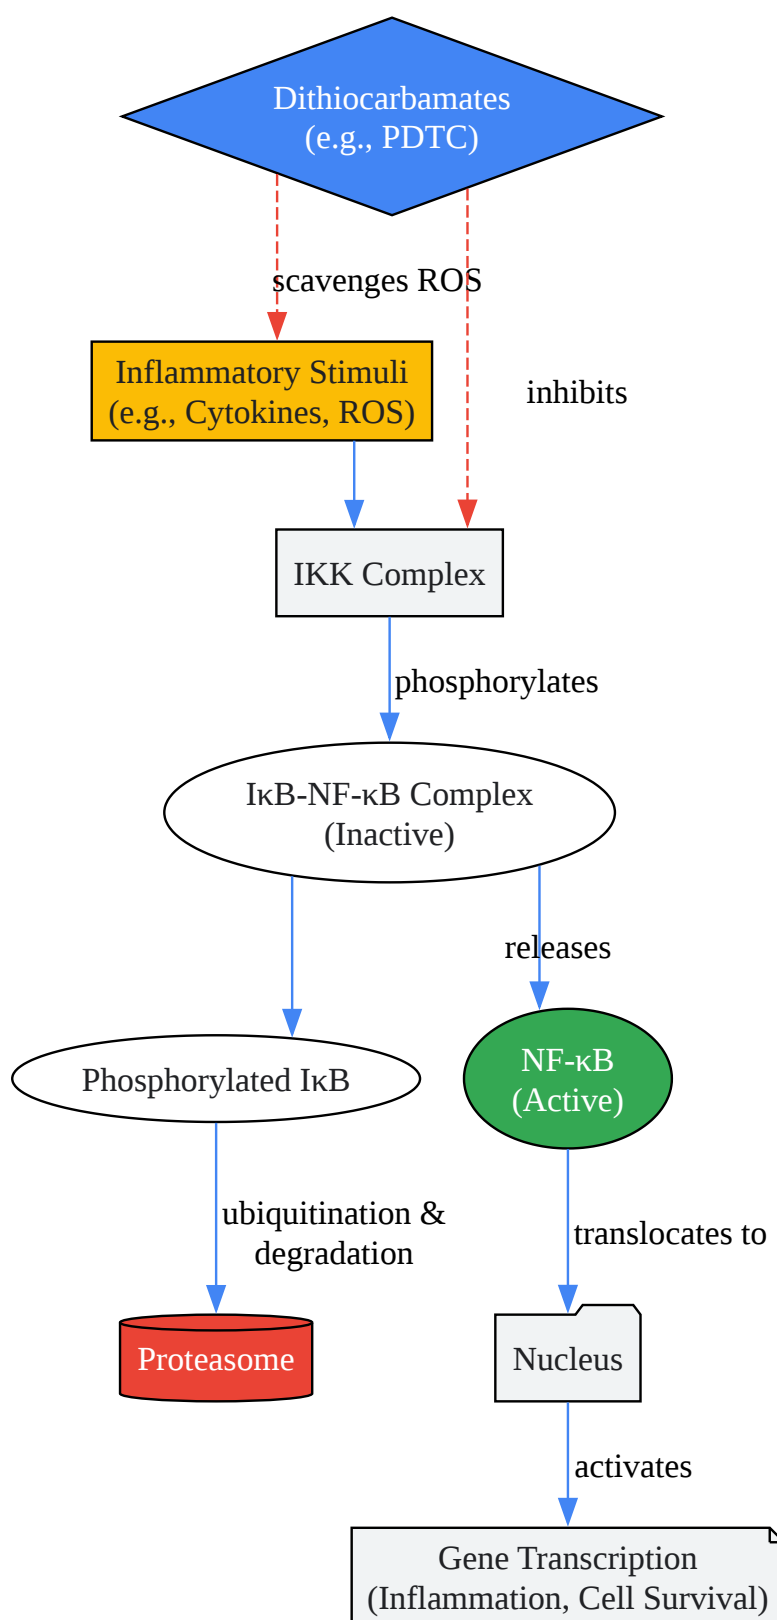 Dithiocarbamates
(e.g., PDTC)
scavenges ROS
Inflammatory Stimuli
(e.g., Cytokines, ROS)
inhibits
IKK Complex
phosphorylates
IκB-NF-κB Complex
(Inactive)
releases
Phosphorylated IκB
NF-κB
(Active)
ubiquitination &
degradation
translocates to
Proteasome
Nucleus
activates
Gene Transcription
(Inflammation, Cell Survival)